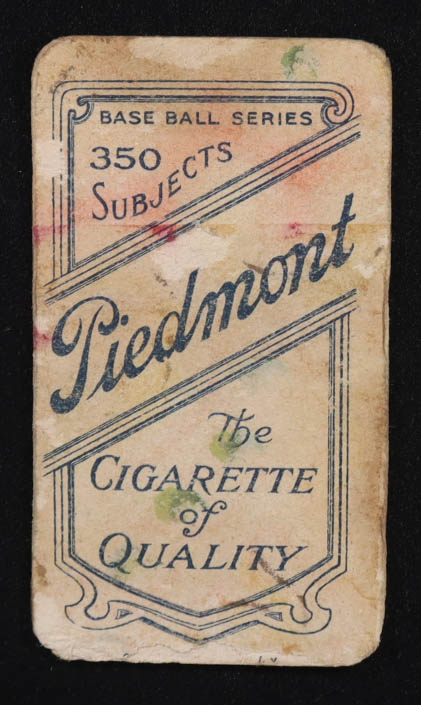 BASE BALL SERIES
350
SUBJECTS
Piedmont
The
CIGARETTE
of
QUALITY